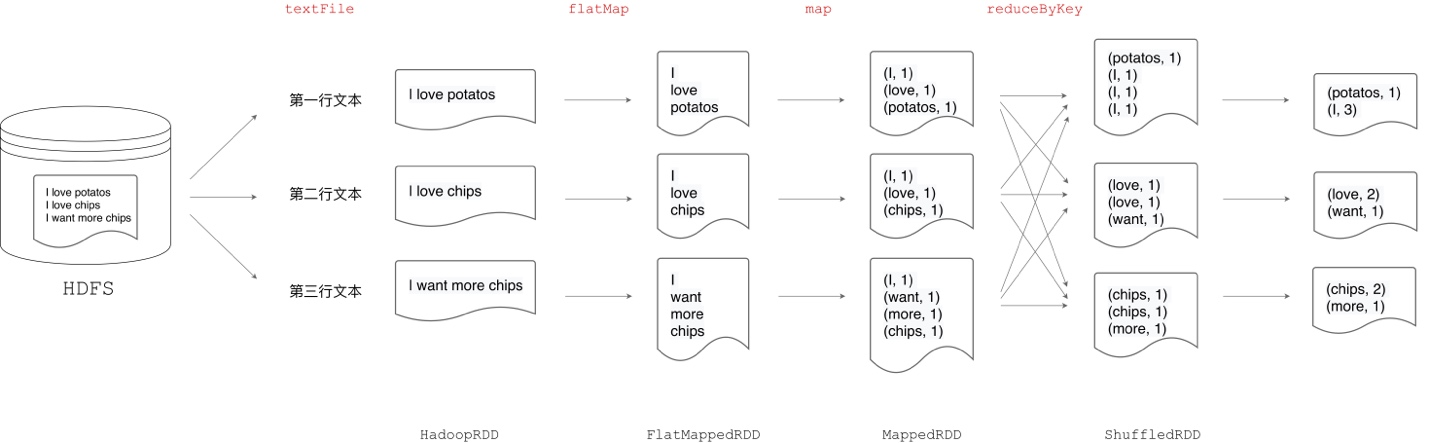 textFile
flatMap
map
reduceByKey
I love potatos
I love chips
I want more chips
HDFS
第一行文本
第二行文本
第三行文本
I love potatos
I love chips
I want more chips
HadoopRDD
I
love
potatos
I
love
chips
I
want
more
chips
FlatMappedRDD
(I, 1)
(love, 1)
(potatos, 1)
(I, 1)
(love, 1)
(chips, 1)
(I, 1)
(want, 1)
(more, 1)
(chips, 1)
MappedRDD
(potatos, 1)
(I, 1)
(I, 1)
(I, 1)
(love, 1)
(love, 1)
(want, 1)
(chips, 1)
(chips, 1)
(more, 1)
ShuffledRDD
(potatos, 1)
(I, 3)
(love, 2)
(want, 1)
(chips, 2)
(more, 1)